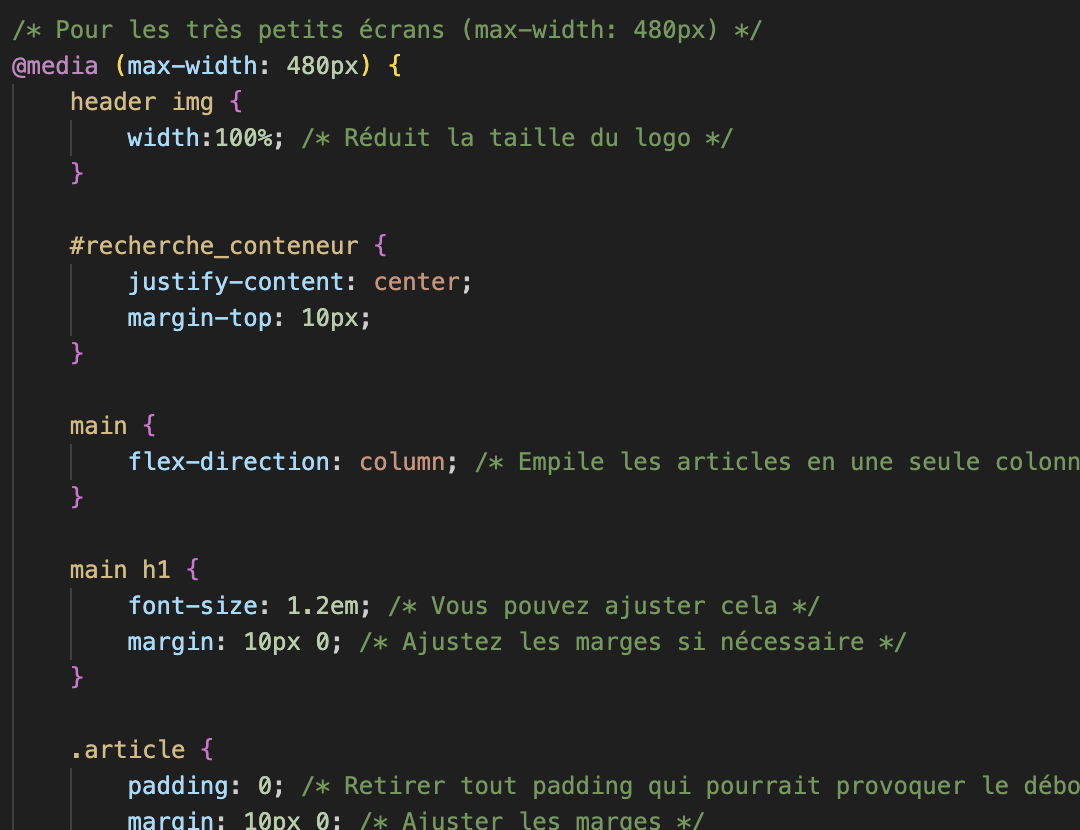 /* Pour les très petits écrans (max-width: 480px) */
@media (max-width: 480px) {
header img {
width:100%; /* Réduit la taille du logo */
}
#recherche_conteneur {
justify-content: center;
margin-top: 10px;
}
main {
flex-direction: column; /* Empile les articles en une seule colonn
}
main h1 {
font-size: 1.2em; /* Vous pouvez ajuster cela */
margin: 10px 0; /* Ajustez les marges si nécessaire */
}
.article {
padding: 0; /* Retirer tout padding qui pourrait provoquer le débo
margin: 10px 0; /* Ajuster les marges */